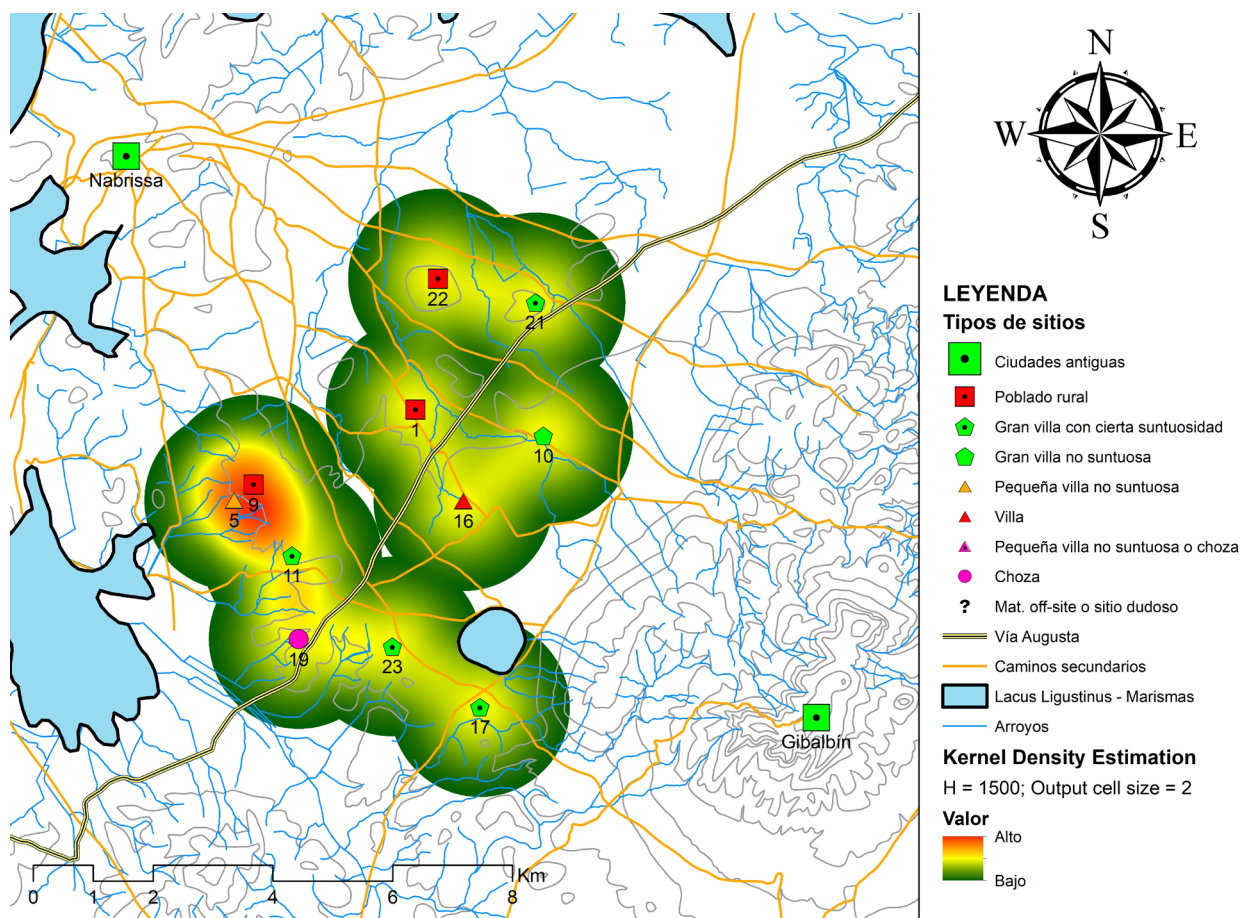 Nabrissa
22
21
1
10
9
5
16
11
19
23
17
Gibalbín
0 2 4 6 8 Km
N
W E
S
LEYENDA
Tipos de sitios
Ciudades antiguas
Poblado rural
Gran villa con cierta suntuosidad
Gran villa no suntuosa
Pequeña villa no suntuosa
Villa
Pequeña villa no suntuosa o choza
Choza
? Mat. off-site o sitio dudoso
Vía Augusta
Caminos secundarios
Lacus Ligustinus - Marismas
Arroyos
Kernel Density Estimation
H = 1500; Output cell size = 2
Valor
Alto
Bajo